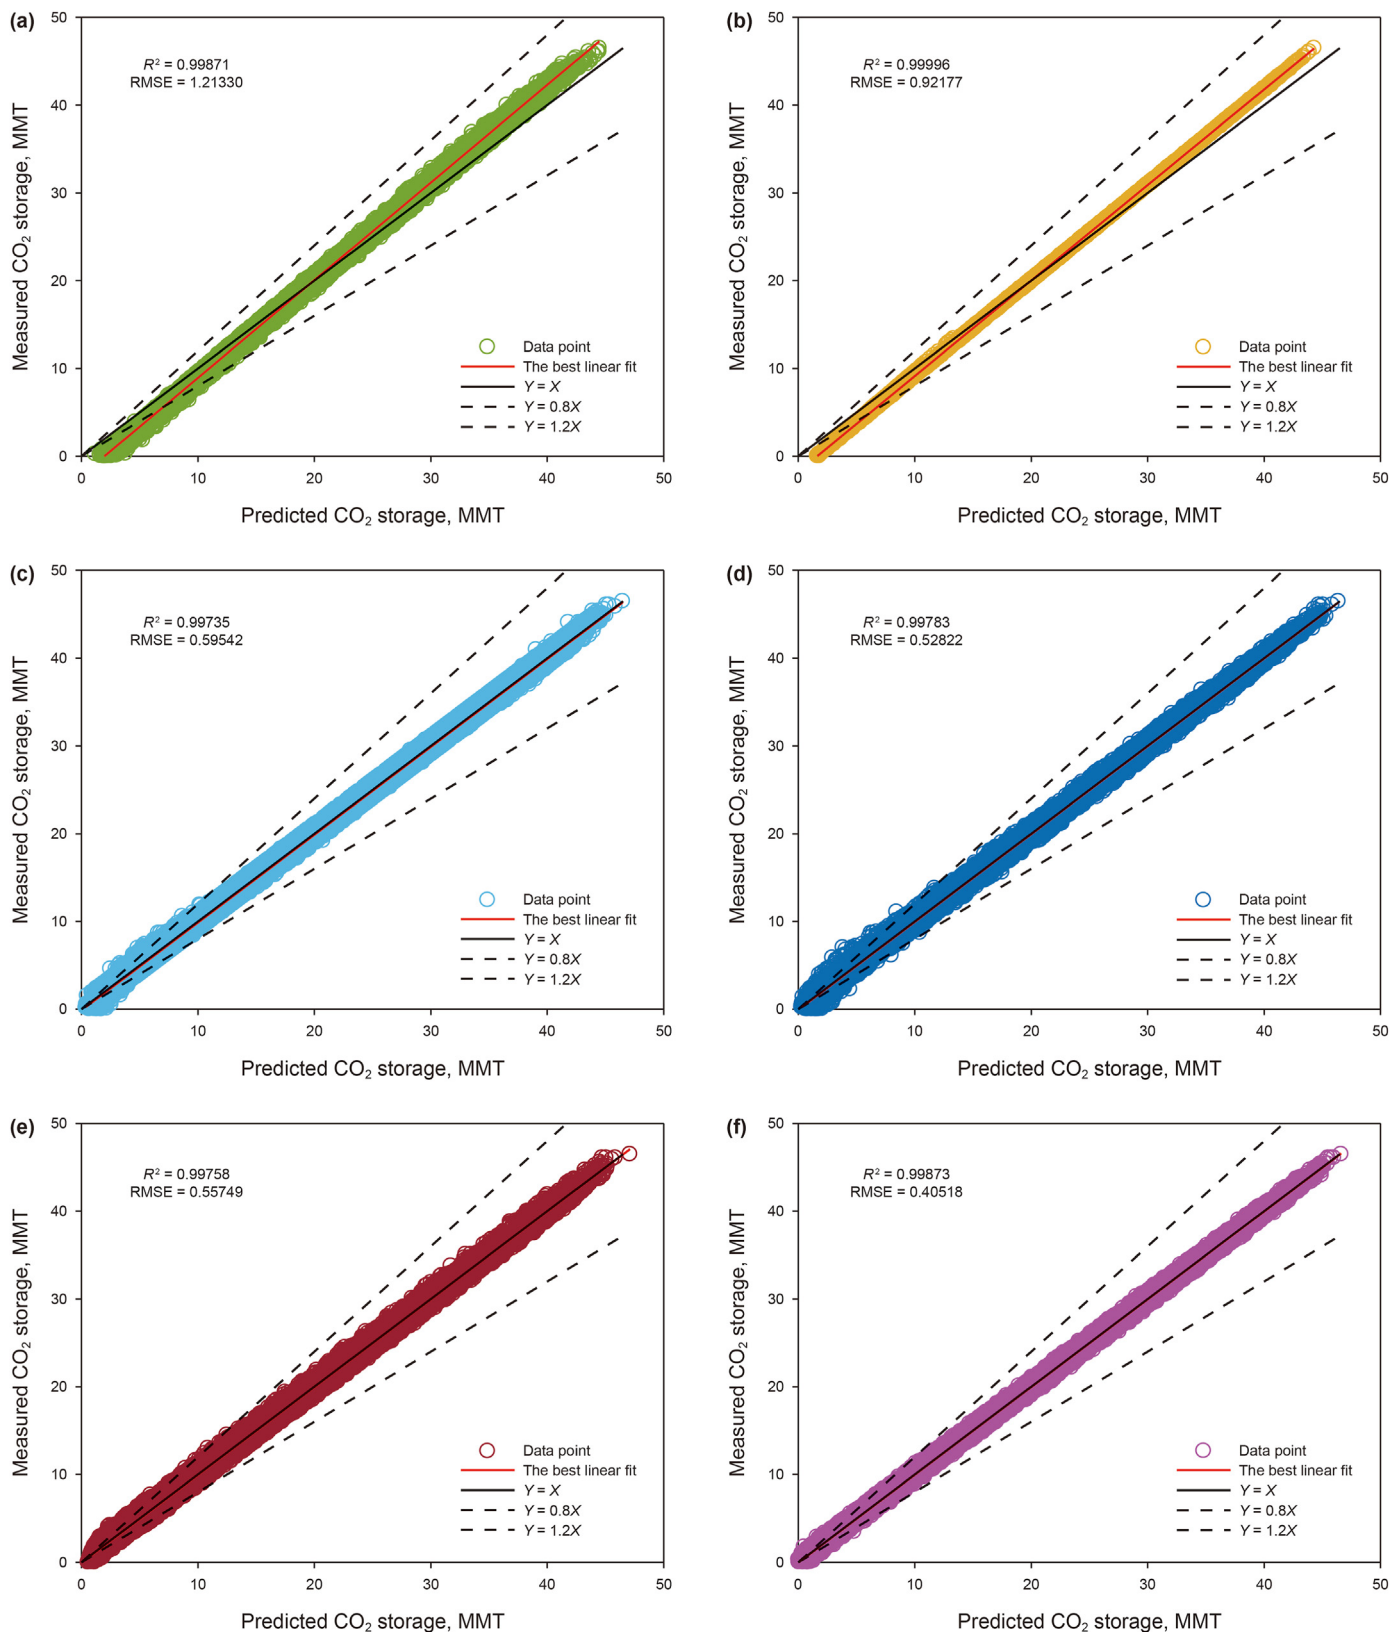 (a)
50
40
30
20
10
0
Measured CO₂ storage, MMT
R² = 0.99871
RMSE = 1.21330
Data point
The best linear fit
Y = X
Y = 0.8X
Y = 1.2X
0 10 20 30 40 50
Predicted CO₂ storage, MMT
(b)
50
40
30
20
10
0
Measured CO₂ storage, MMT
R² = 0.99996
RMSE = 0.92177
Data point
The best linear fit
Y = X
Y = 0.8X
Y = 1.2X
0 10 20 30 40 50
Predicted CO₂ storage, MMT
(c)
50
40
30
20
10
0
Measured CO₂ storage, MMT
R² = 0.99735
RMSE = 0.59542
Data point
The best linear fit
Y = X
Y = 0.8X
Y = 1.2X
0 10 20 30 40 50
Predicted CO₂ storage, MMT
(d)
50
40
30
20
10
0
Measured CO₂ storage, MMT
R² = 0.99783
RMSE = 0.52822
Data point
The best linear fit
Y = X
Y = 0.8X
Y = 1.2X
0 10 20 30 40 50
Predicted CO₂ storage, MMT
(e)
50
40
30
20
10
0
Measured CO₂ storage, MMT
R² = 0.99758
RMSE = 0.55749
Data point
The best linear fit
Y = X
Y = 0.8X
Y = 1.2X
0 10 20 30 40 50
Predicted CO₂ storage, MMT
(f)
50
40
30
20
10
0
Measured CO₂ storage, MMT
R² = 0.99873
RMSE = 0.40518
Data point
The best linear fit
Y = X
Y = 0.8X
Y = 1.2X
0 10 20 30 40 50
Predicted CO₂ storage, MMT